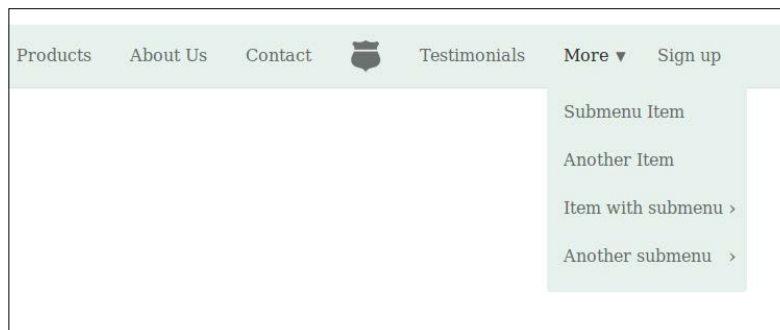 Products About Us Contact Testimonials More ▾ Sign up
Submenu Item
Another Item
Item with submenu ›
Another submenu ›